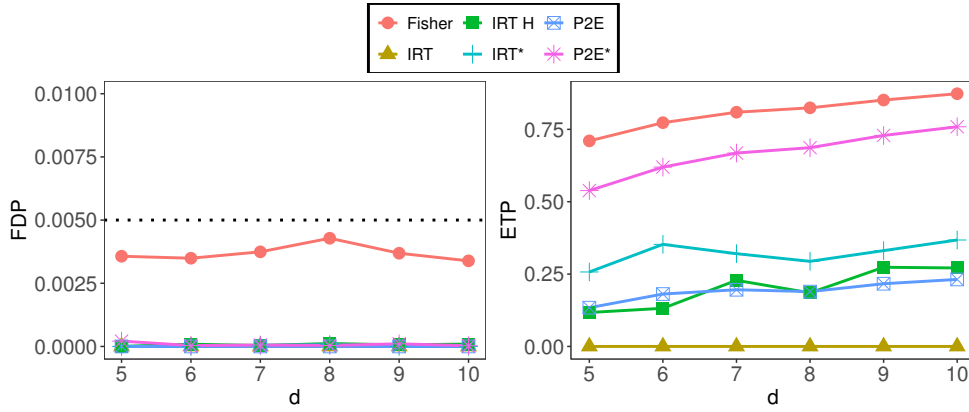 Fisher IRT H P2E
IRT IRT* P2E*
0.0100
0.0075
0.0050
0.0025
0.0000
FDP
5 6 7 8 9 10
d
0.75
0.50
0.25
0.00
ETP
5 6 7 8 9 10
d